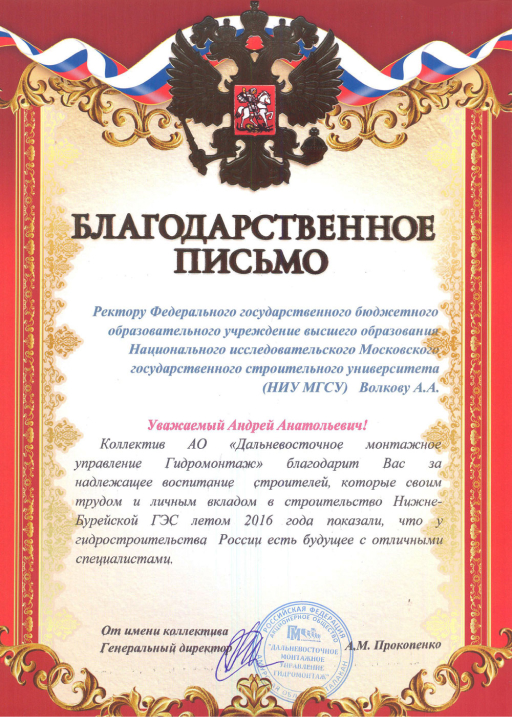 БЛАГОДАРСТВЕННОЕ
ПИСЬМО
Ректору Федерального государственного бюджетного
образовательного учреждение высшего образования
Национального исследовательского Московского
государственного строительного университета
(НИУ МГСУ) Волкову А.А.
Уважаемый Андрей Анатольевич!
Коллектив АО «Дальневосточное монтажное
управление Гидромонтаж» благодарит Вас за
надлежащее воспитание строителей, которые своим
трудом и личным вкладом в строительство Нижне-
Бурейской ГЭС летом 2016 года показали, что у
гидростроительства России есть будущее с отличными
специалистами.
От имени коллектива
Генеральный директор А.М. Прокопенко
РОССИЙСКАЯ ФЕДЕРАЦИЯ
АКЦИОНЕРНОЕ ОБЩЕСТВО
"ДАЛЬНЕВОСТОЧНОЕ
МОНТАЖНОЕ
УПРАВЛЕНИЕ
ГИДРОМОНТАЖ"